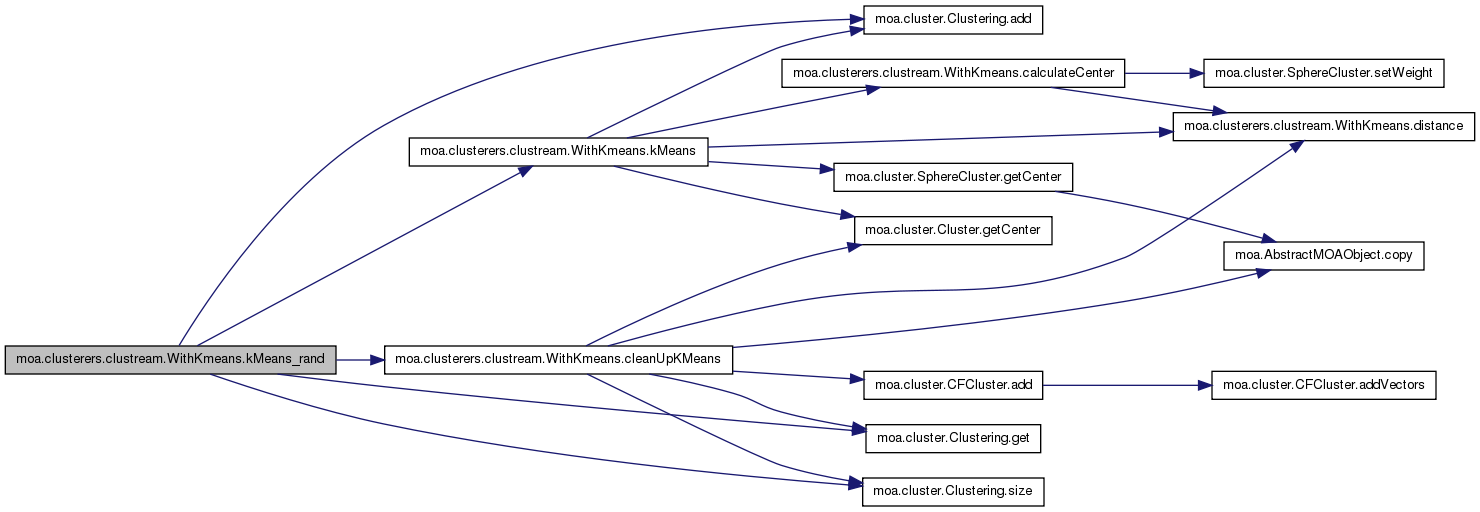 moa.cluster.Clustering.add
moa.clusterers.clustream.WithKmeans.calculateCenter
moa.cluster.SphereCluster.setWeight
moa.clusterers.clustream.WithKmeans.distance
moa.clusterers.clustream.WithKmeans.kMeans
moa.cluster.SphereCluster.getCenter
moa.cluster.Cluster.getCenter
moa.AbstractMOAObject.copy
moa.clusterers.clustream.WithKmeans.kMeans_rand
moa.clusterers.clustream.WithKmeans.cleanUpKMeans
moa.cluster.CFCluster.add
moa.cluster.CFCluster.addVectors
moa.cluster.Clustering.get
moa.cluster.Clustering.size